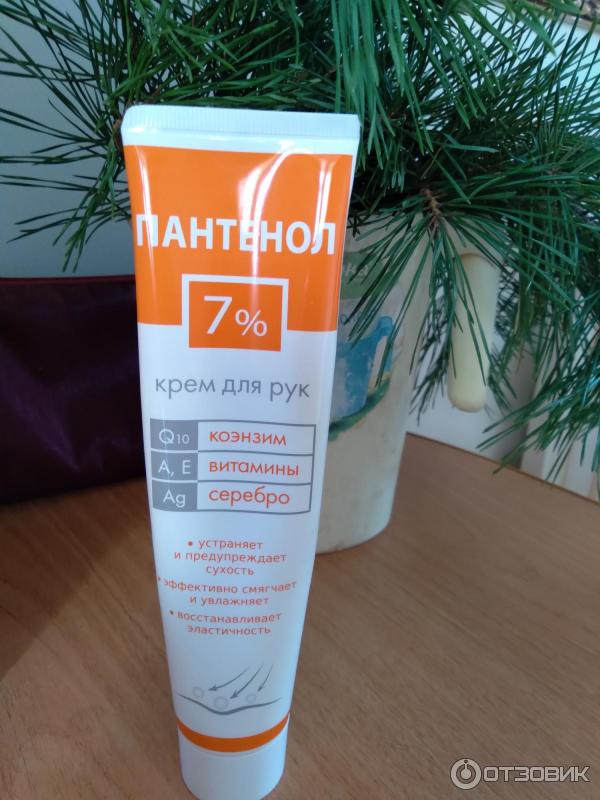 ПАНТЕНОЛ
7%
крем для рук
Q10 коэнзим
A, E витамины
Ag серебро
• устраняет
и предупреждает
сухость
• эффективно смягчает
и увлажняет
• восстанавливает
эластичность
ОТЗОВИК